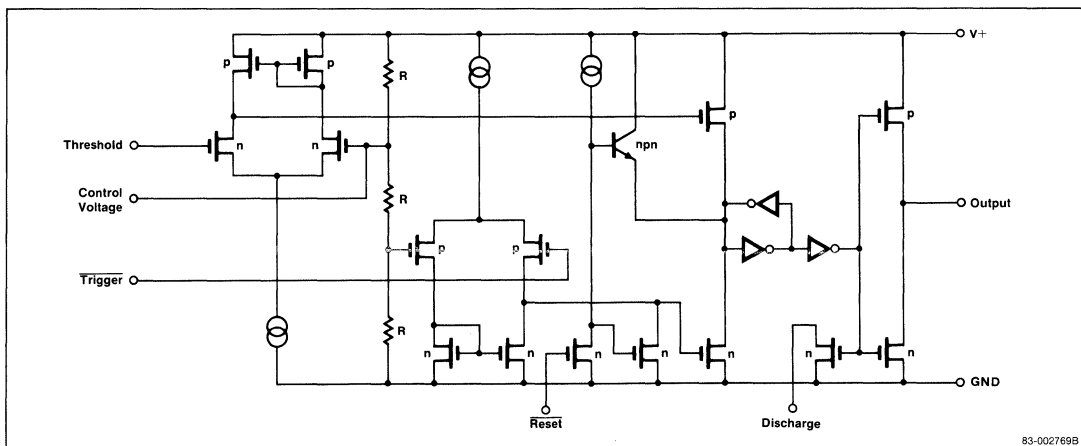 V+
p
p
R
p
Threshold
n
n
npn
Control
Voltage
R
Output
p
p
Trigger
R
n
n
n
n
n
n
n
GND
Reset
Discharge
83-002769B